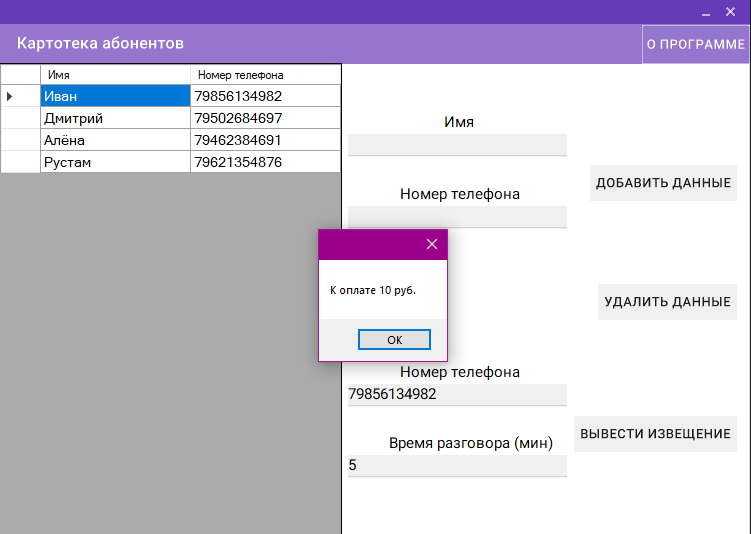 Картотека абонентов
О ПРОГРАММЕ
Имя Номер телефона
Иван 79856134982
Дмитрий 79502684697
Алёна 79462384691
Рустам 79621354876
Имя
ДОБАВИТЬ ДАННЫЕ
Номер телефона
К оплате 10 руб.
OK
УДАЛИТЬ ДАННЫЕ
Номер телефона
79856134982
ВЫВЕСТИ ИЗВЕЩЕНИЕ
Время разговора (мин)
5